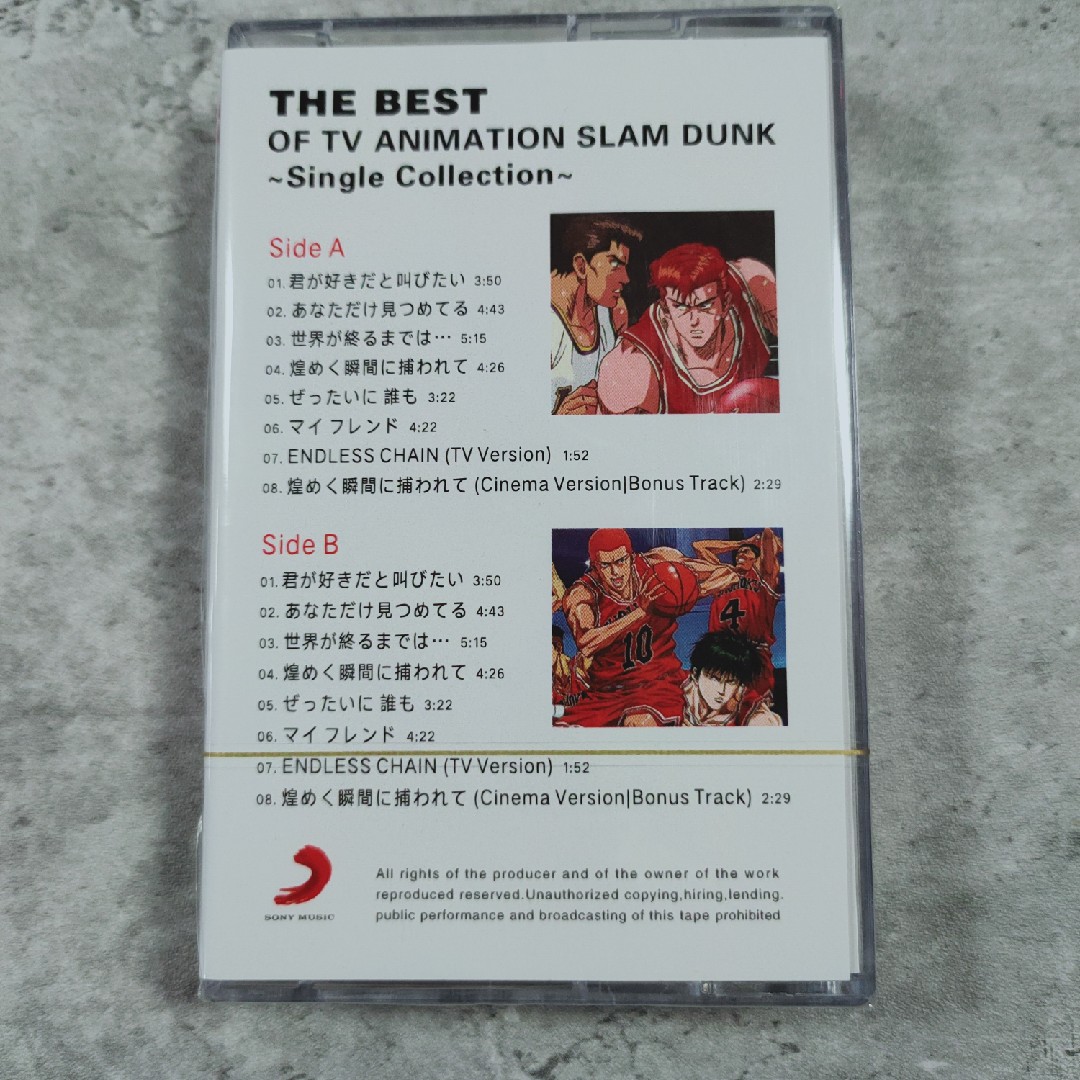 THE BEST
OF TV ANIMATION SLAM DUNK
~Single Collection~
Side A
01. 君が好きだと叫びたい 3:50
02. あなただけ見つめてる 4:43
03. 世界が終るまでは… 5:15
04. 煌めく瞬間に捕われて 4:26
05. ぜったいに 誰も 3:22
06. マイ フレンド 4:22
07. ENDLESS CHAIN (TV Version) 1:52
08. 煌めく瞬間に捕われて (Cinema Version|Bonus Track) 2:29
Side B
01. 君が好きだと叫びたい 3:50
02. あなただけ見つめてる 4:43
03. 世界が終るまでは… 5:15
04. 煌めく瞬間に捕われて 4:26
05. ぜったいに 誰も 3:22
06. マイ フレンド 4:22
07. ENDLESS CHAIN (TV Version) 1:52
08. 煌めく瞬間に捕われて (Cinema Version|Bonus Track) 2:29
10
4
SONY MUSIC
All rights of the producer and of the owner of the work
reproduced reserved.Unauthorized copying,hiring,lending.
public performance and broadcasting of this tape prohibited